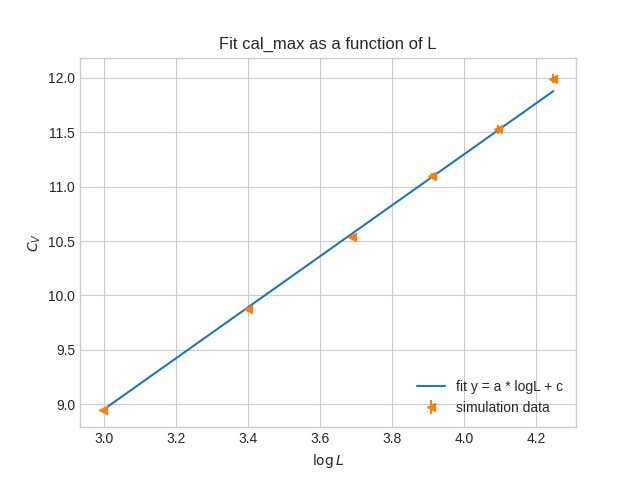 Fit cal_max as a function of L
12.0
11.5
11.0
10.5
10.0
9.5
9.0
C_V
fit y = a * logL + c
simulation data
3.0 3.2 3.4 3.6 3.8 4.0 4.2
log L